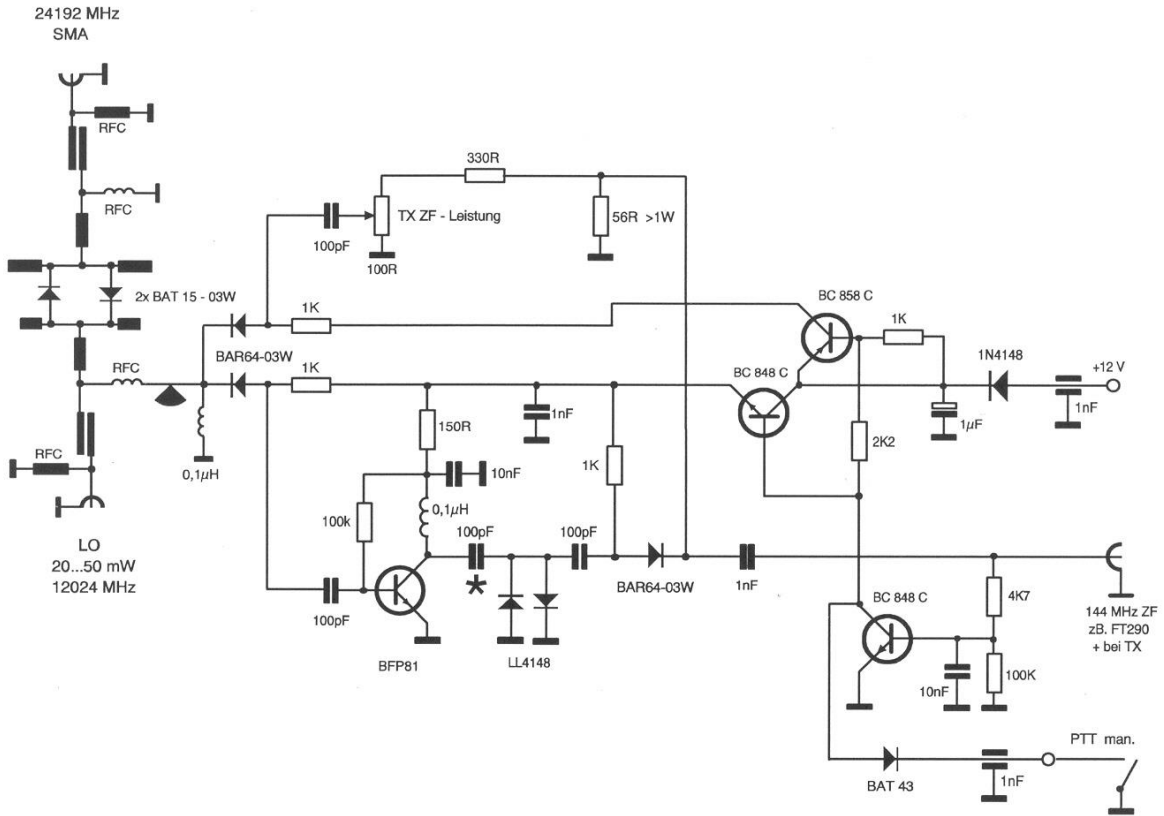 24192 MHz
SMA
RFC
RFC
330R
100pF
TX ZF - Leistung
100R
56R >1W
2x BAT 15 - 03W
1K
BAR64-03W
1K
RFC
0,1µH
RFC
LO
20...50 mW
12024 MHz
150R
10nF
1nF
100k
0,1µH
100pF
*
100pF
100pF
BFP81
LL4148
1K
BAR64-03W
1nF
BC 858 C
1K
BC 848 C
1N4148
+12 V
1nF
1µF
2K2
BC 848 C
4K7
100K
10nF
144 MHz ZF
zB. FT290
+ bei TX
PTT man.
BAT 43
1nF